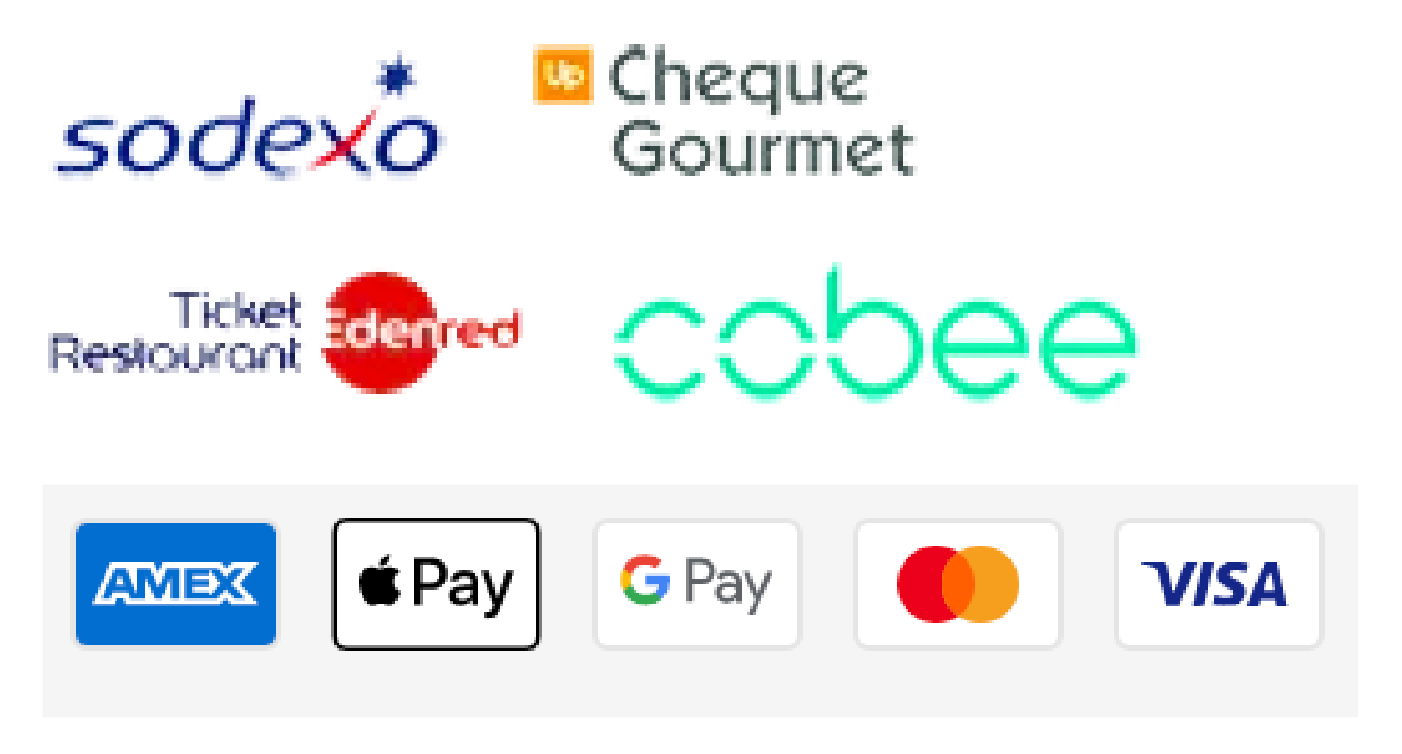 sodexo
Up Cheque
Gourmet
Ticket
Restaurant
Edenred
cobee
AMEX
Pay
G Pay
VISA